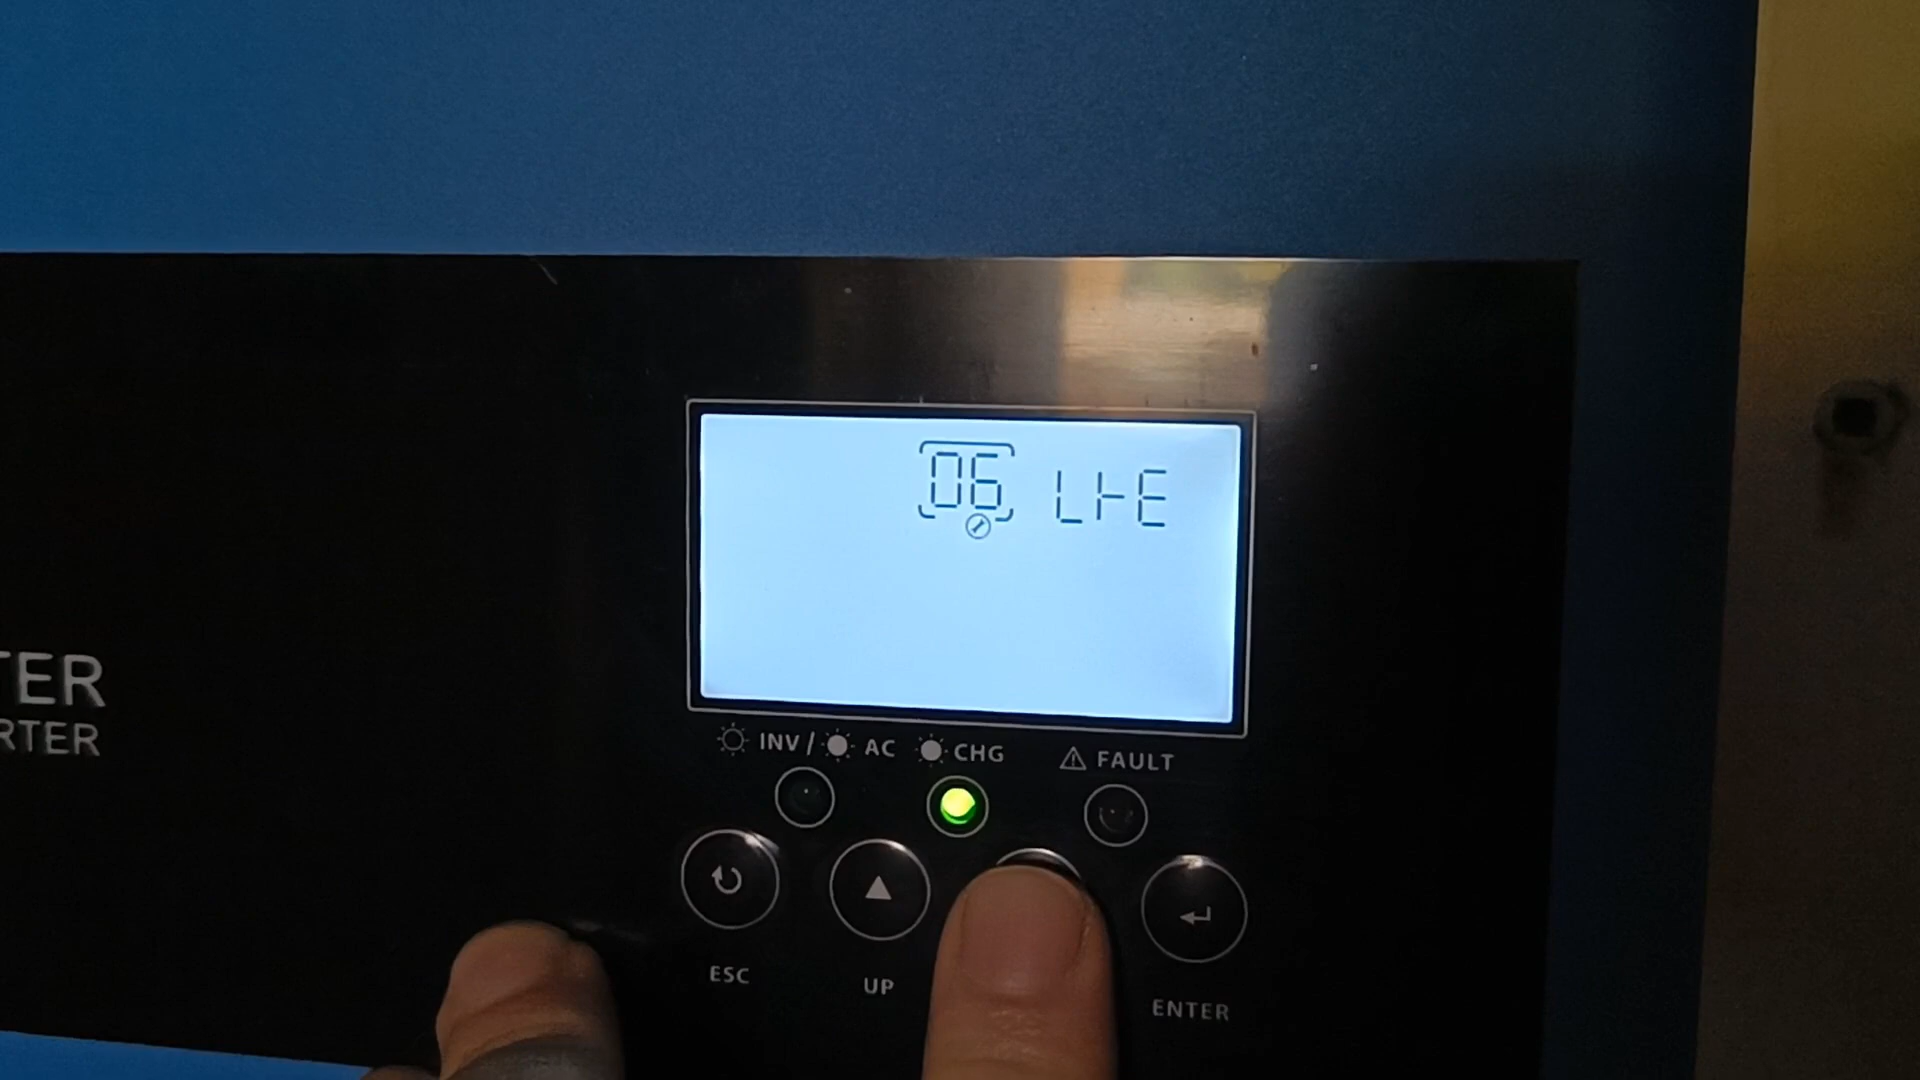 06 LtE
INV / AC CHG FAULT
TER
RTER
ESC
UP
ENTER